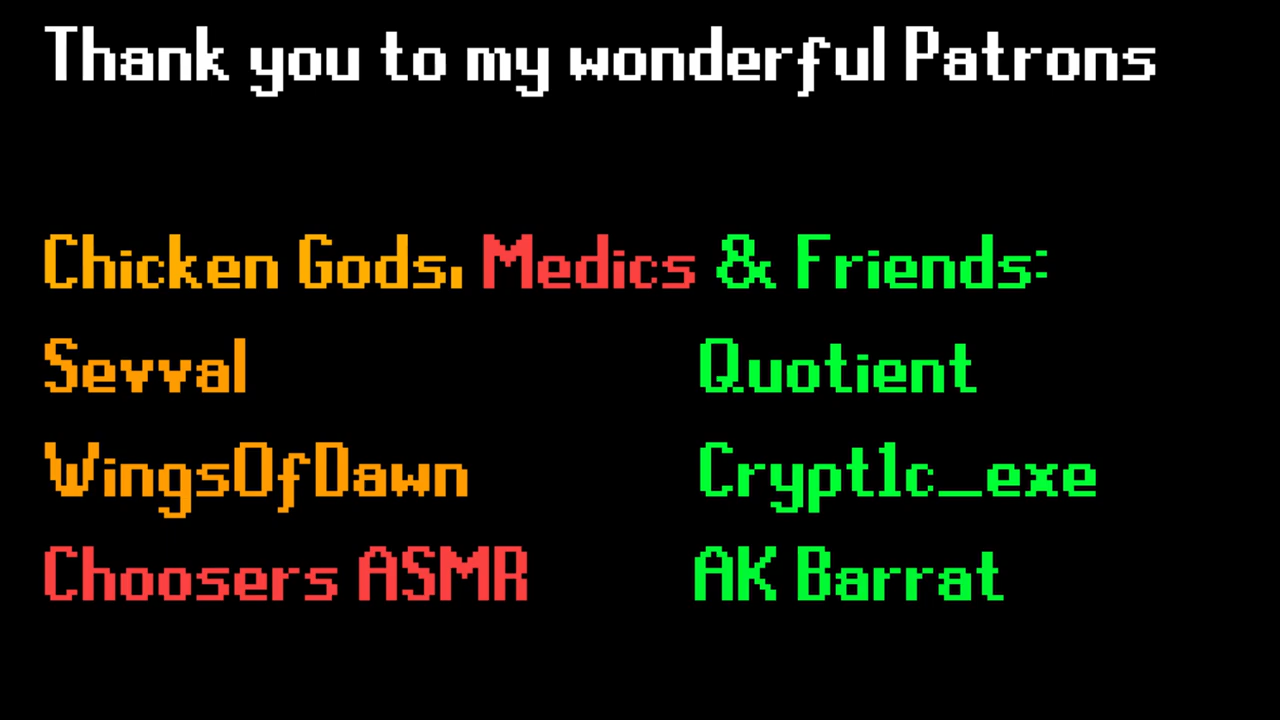 Thank you to my wonderful Patrons
Chicken Gods, Medics & Friends:
Sevval
Quotient
WingsOfDawn
Crypt1c_exe
Choosers ASMR
AK Barrat